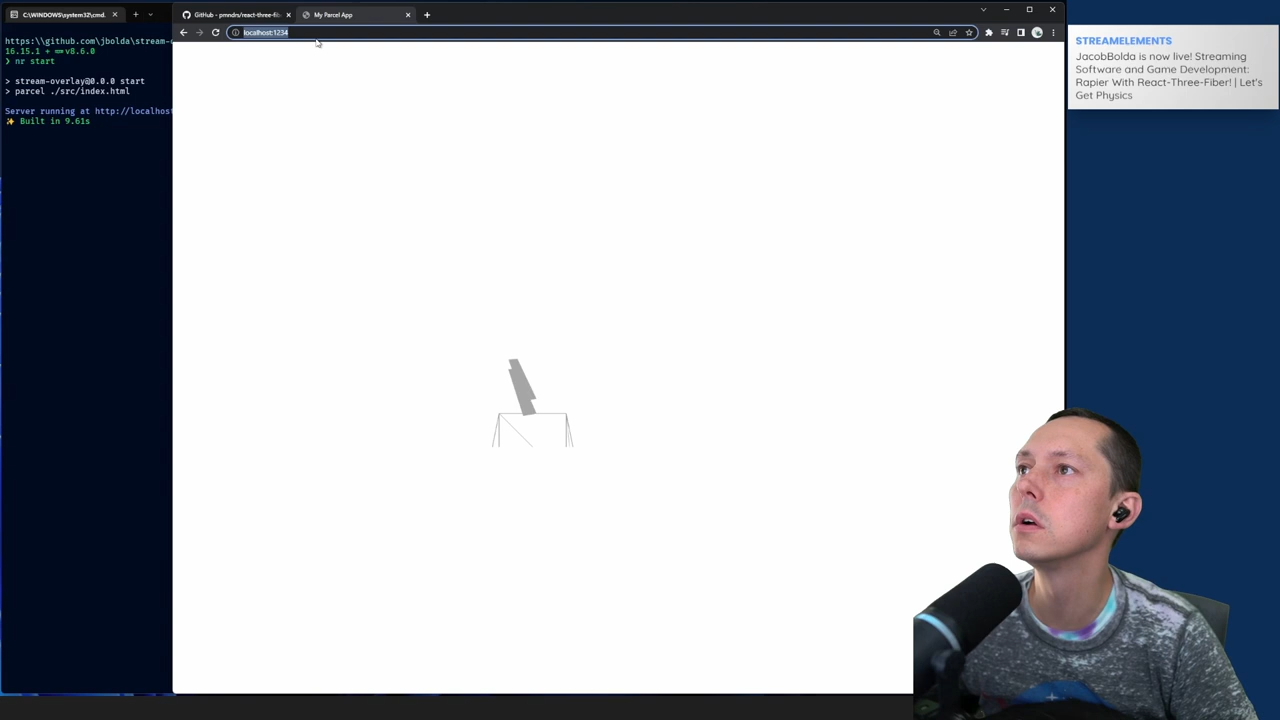 C:\WINDOWS\system32\cmd.
GitHub - pmndrs/react-three-fib
My Parcel App
localhost:1234
https:\\github.com\jbolda\stream-o
16.15.1 +
v8.6.0
❯ nr start
> stream-overlay@0.0.0 start
> parcel ./src/index.html
Server running at http://localhost
✨ Built in 9.61s
STREAMELEMENTS
JacobBolda is now live! Streaming
Software and Game Development:
Rapier With React-Three-Fiber! | Let's
Get Physics